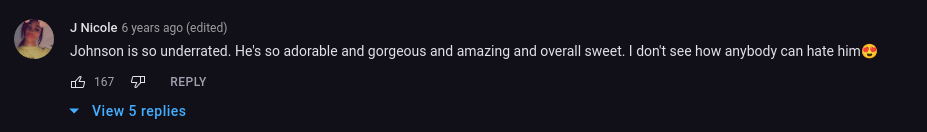 J Nicole 6 years ago (edited)
Johnson is so underrated. He's so adorable and gorgeous and amazing and overall sweet. I don't see how anybody can hate him😍
167 REPLY
View 5 replies